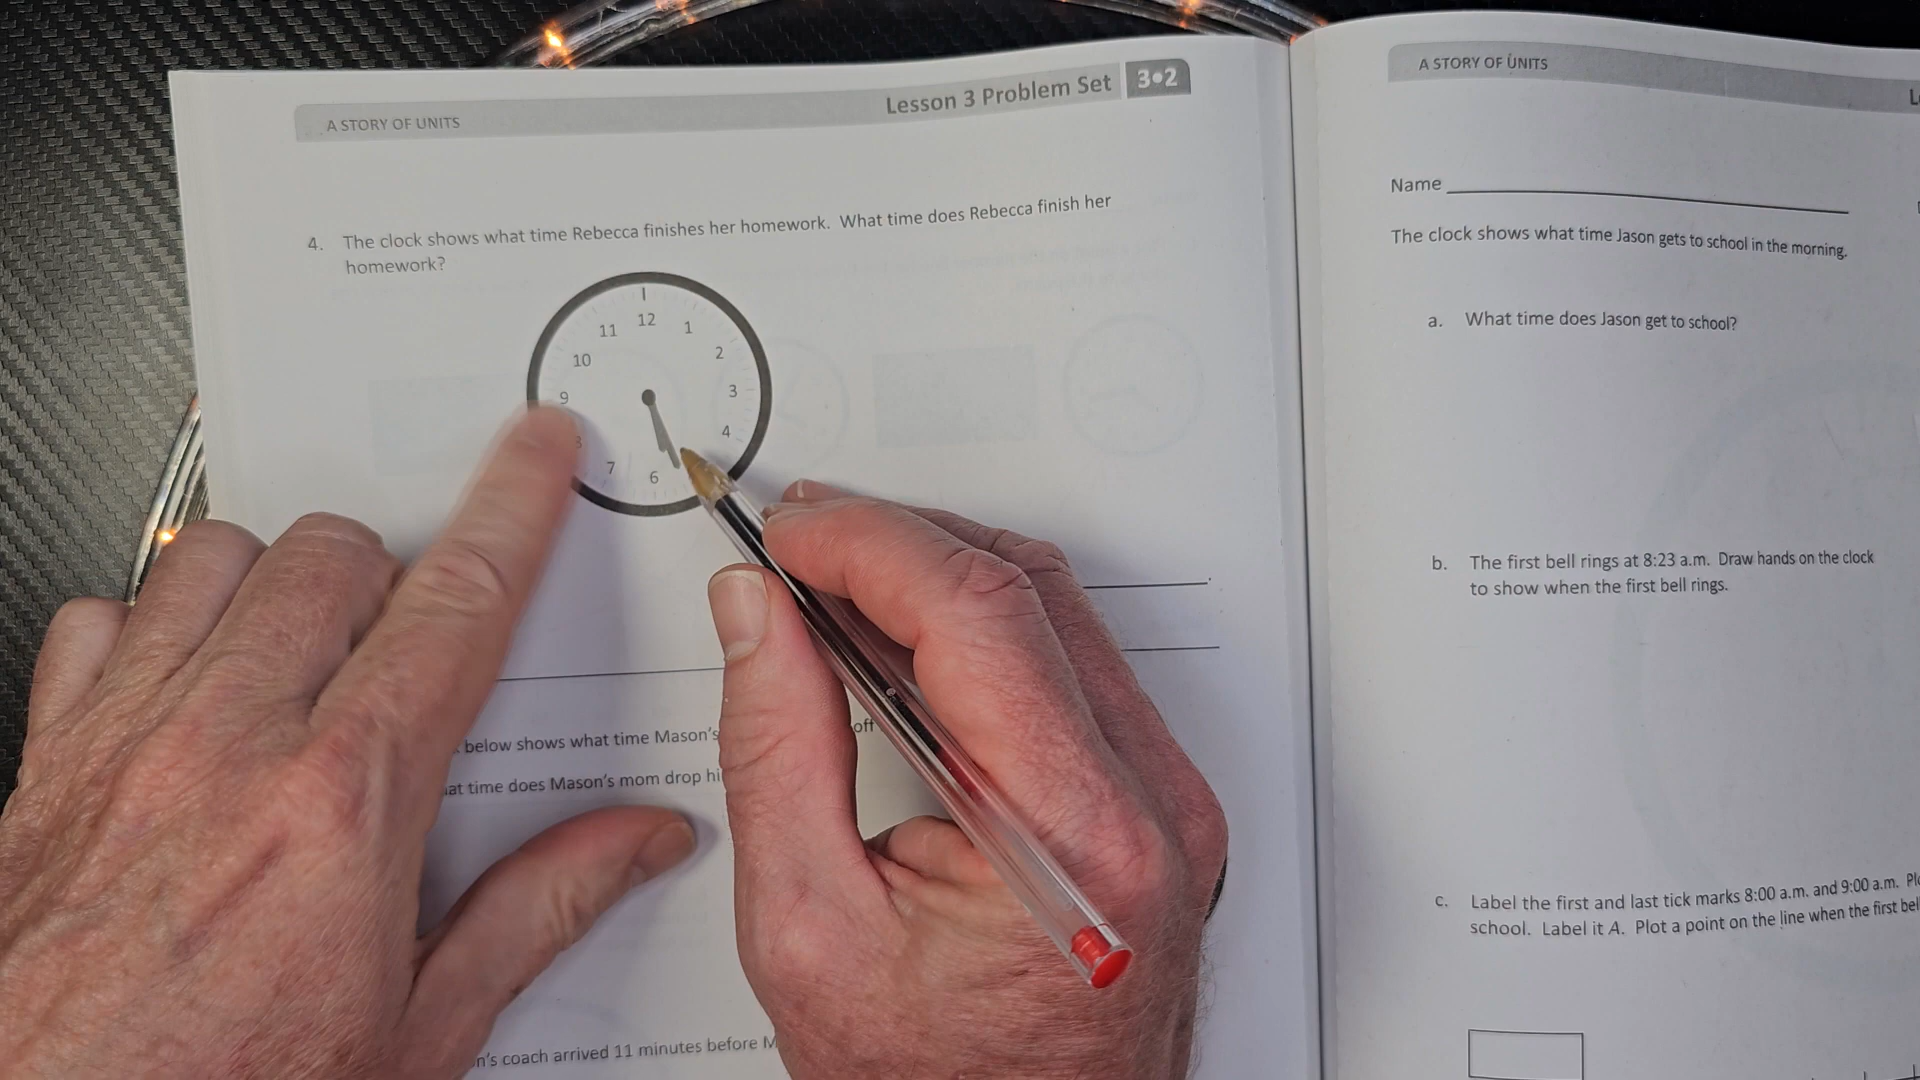 A STORY OF UNITS
Lesson 3 Problem Set 3•2
4. The clock shows what time Rebecca finishes her homework. What time does Rebecca finish her
homework?
12
11
1
10
2
9
3
4
7
6
below shows what time Mason's
off
time does Mason's mom drop
coach arrived 11 minutes before
A STORY OF UNITS
Name
The clock shows what time Jason gets to school in the morning.
a. What time does Jason get to school?
b. The first bell rings at 8:23 a.m. Draw hands on the clock
to show when the first bell rings.
c. Label the first and last tick marks 8:00 a.m. and 9:00 a.m.
school. Label it A. Plot a point on the line when the first